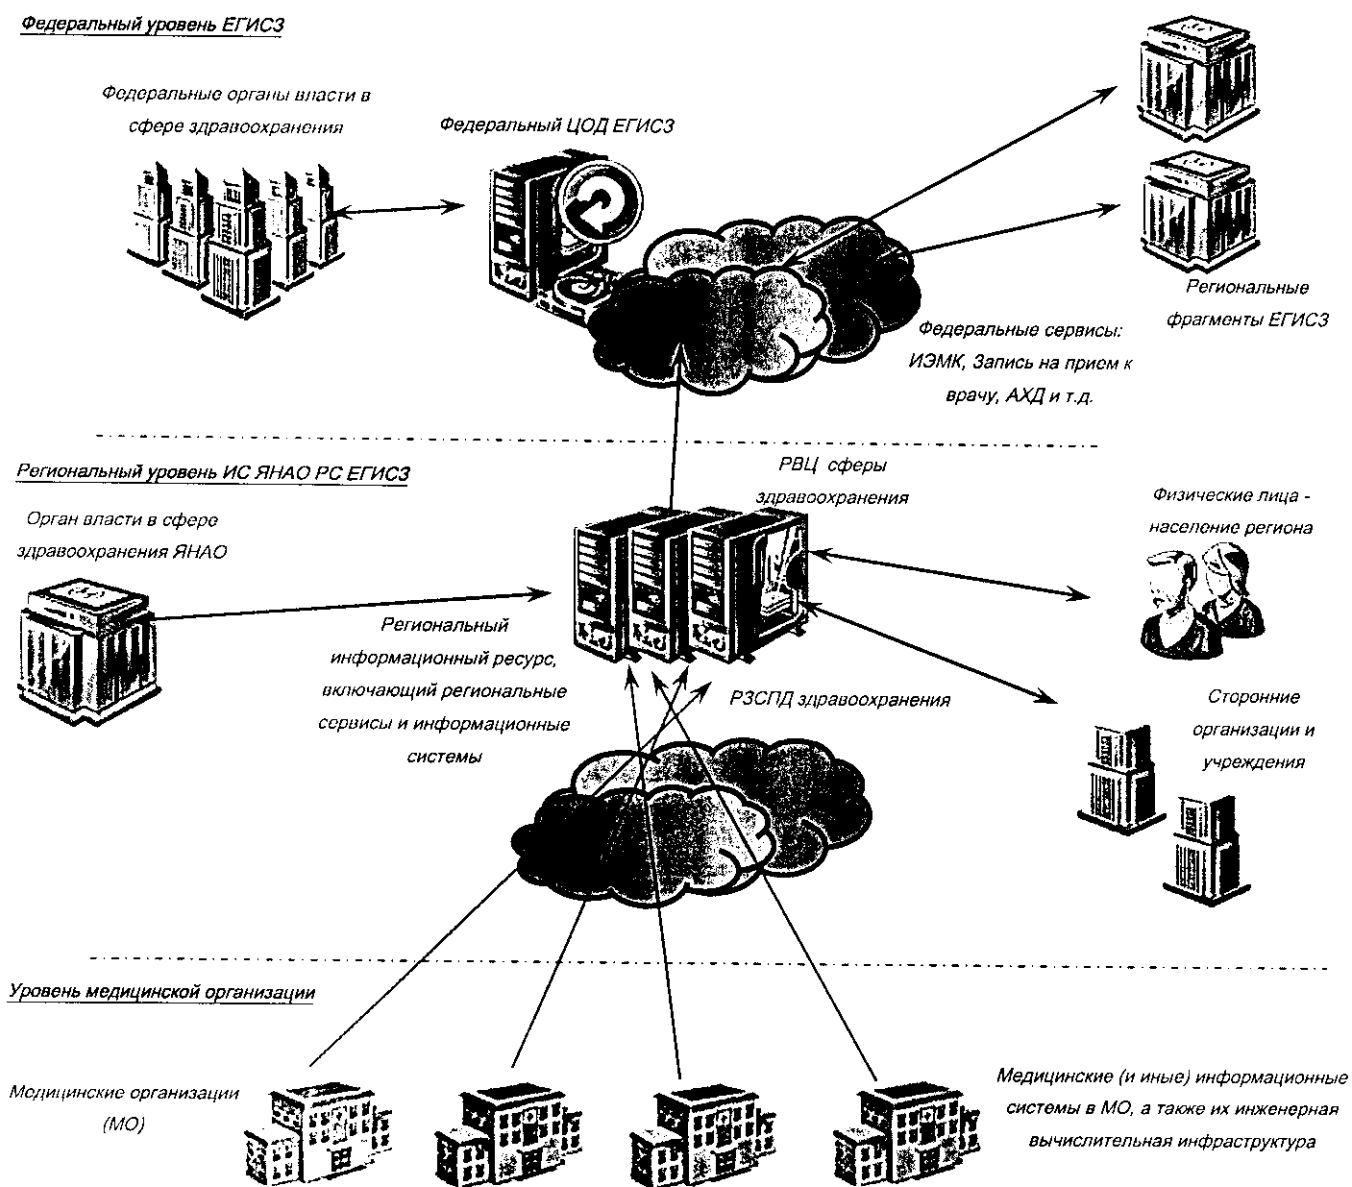 Федеральный уровень ЕГИСЗ
Федеральные органы власти в
сфере здравоохранения
Федеральный ЦОД ЕГИСЗ
Региональные
фрагменты ЕГИСЗ
Федеральные сервисы:
ИЭМК, Запись на прием к
врачу, АХД и т.д.
Региональный уровень ИС ЯНАО РС ЕГИСЗ
Орган власти в сфере
здравоохранения ЯНАО
РВЦ сферы
здравоохранения
Физические лица -
население региона
Региональный
информационный ресурс,
включающий региональные
сервисы и информационные
системы
РЗСПД здравоохранения
Сторонние
организации и
учреждения
Уровень медицинской организации
Медицинские организации
(МО)
Медицинские (и иные) информационные
системы в МО, а также их инженерная
вычислительная инфраструктура